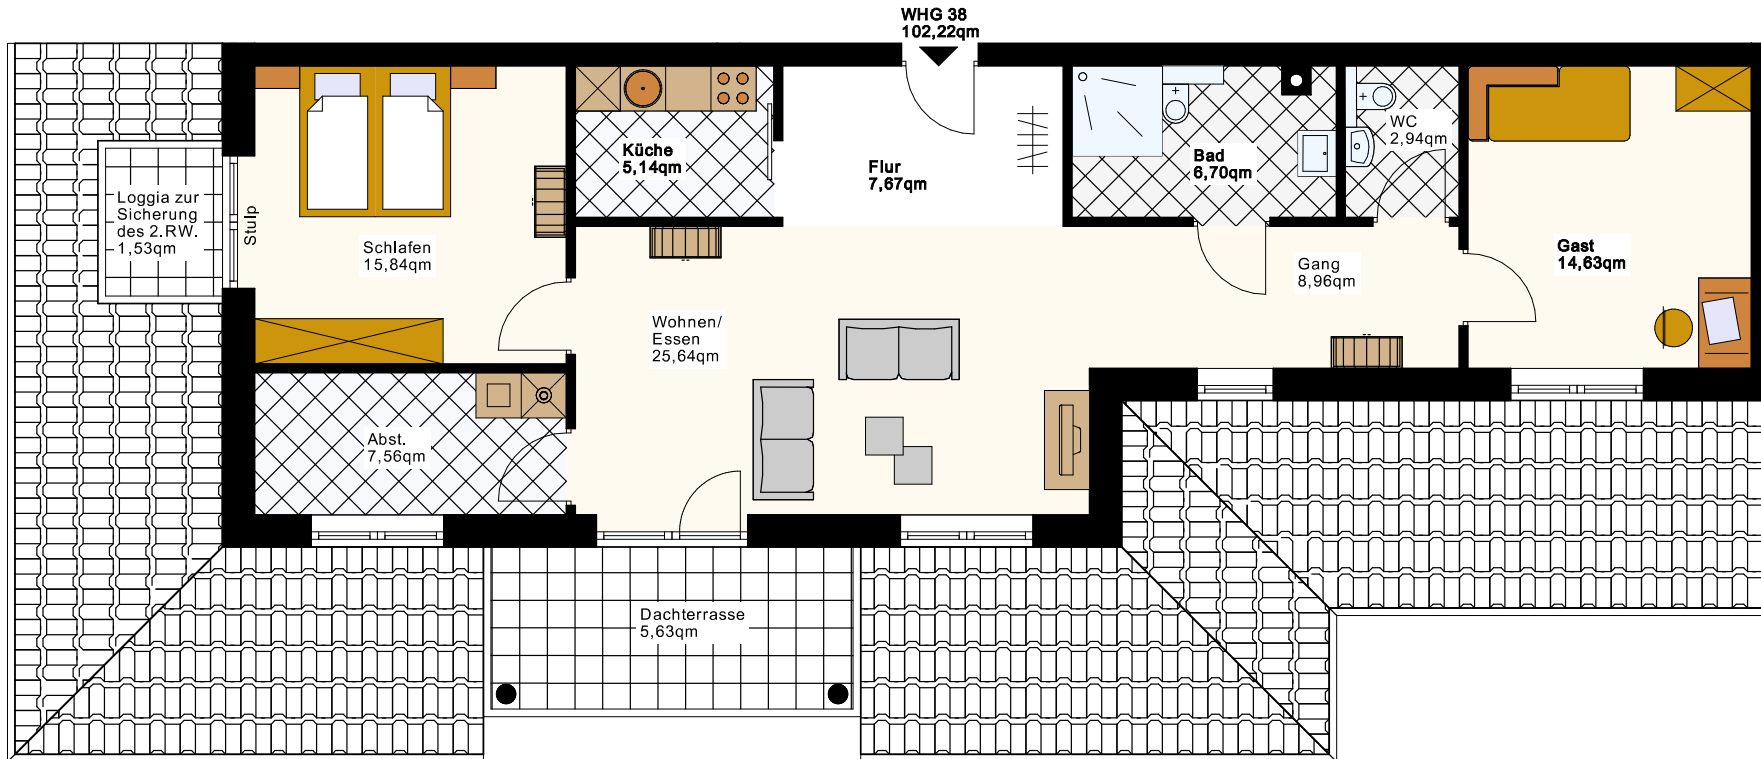 WHG 38
102,22qm
Loggia zur
Sicherung
des 2.RW.
1,53qm
Stulp
Schlafen
15,84qm
Küche
5,14qm
Flur
7,67qm
Bad
6,70qm
WC
2,94qm
Gast
14,63qm
Gang
8,96qm
Wohnen/
Essen
25,64qm
Abst.
7,56qm
Dachterrasse
5,63qm